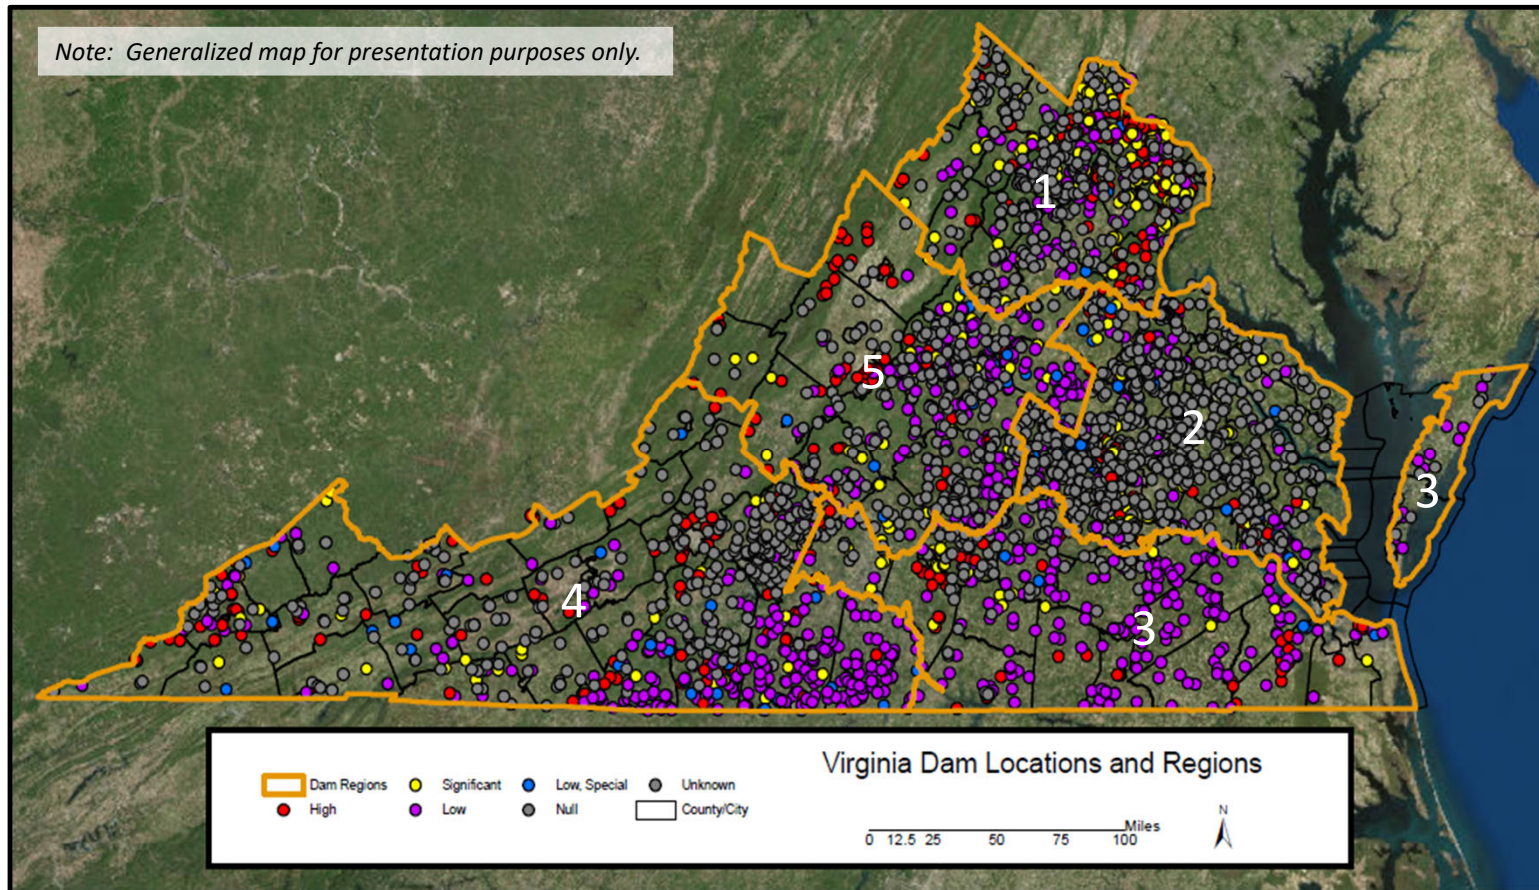 Note: Generalized map for presentation purposes only.
1
5
2
3
4
3
Virginia Dam Locations and Regions
Dam Regions Significant Low, Special Unknown
High Low Null County/City
N
Miles
0 12.5 25 50 75 100